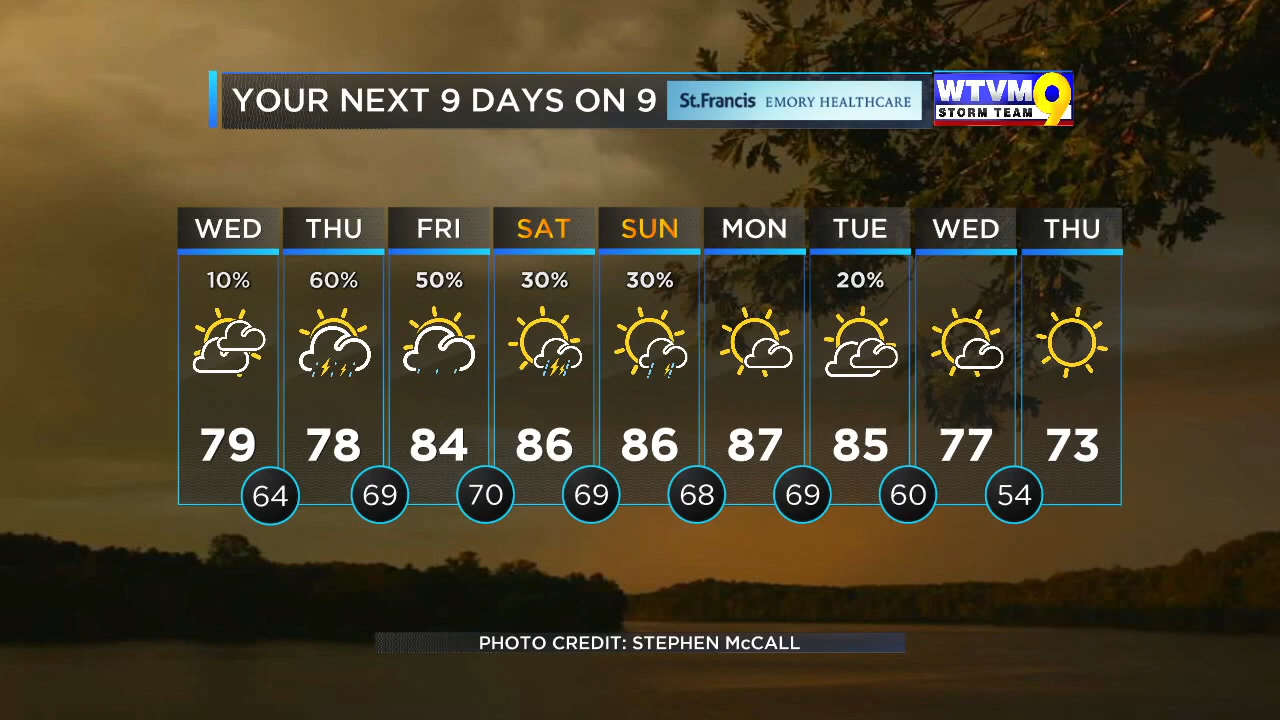 YOUR NEXT 9 DAYS ON 9
St.Francis EMORY HEALTHCARE
WTVM 9
STORM TEAM
WED THU FRI SAT SUN MON TUE WED THU
10% 60% 50% 30% 30% 20%
79 78 84 86 86 87 85 77 73
64 69 70 69 68 69 60 54
PHOTO CREDIT: STEPHEN McCALL